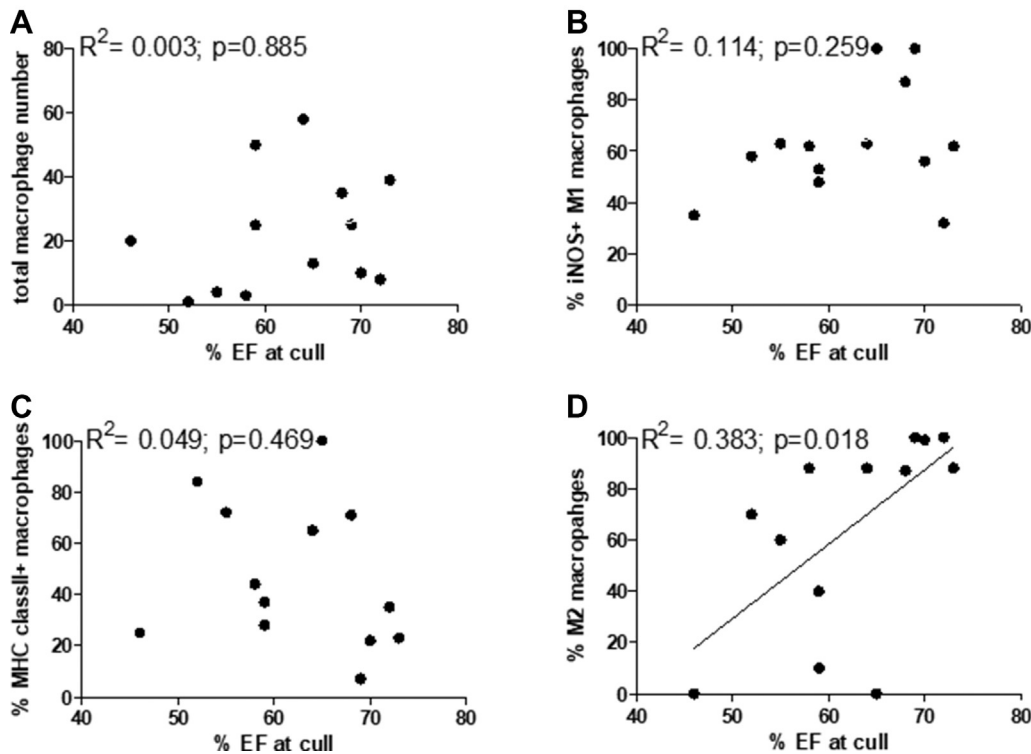 A
R²= 0.003; p=0.885
total macrophage number
80
60
40
20
0
40 50 60 70 80
% EF at cull
B
R²= 0.114; p=0.259
% iNOS+ M1 macrophages
100
80
60
40
20
0
40 50 60 70 80
% EF at cull
C
R²= 0.049; p=0.469
% MHC classII+ macrophages
100
80
60
40
20
0
40 50 60 70 80
% EF at cull
D
R²= 0.383; p=0.018
% M2 macropahges
100
80
60
40
20
0
40 50 60 70 80
% EF at cull